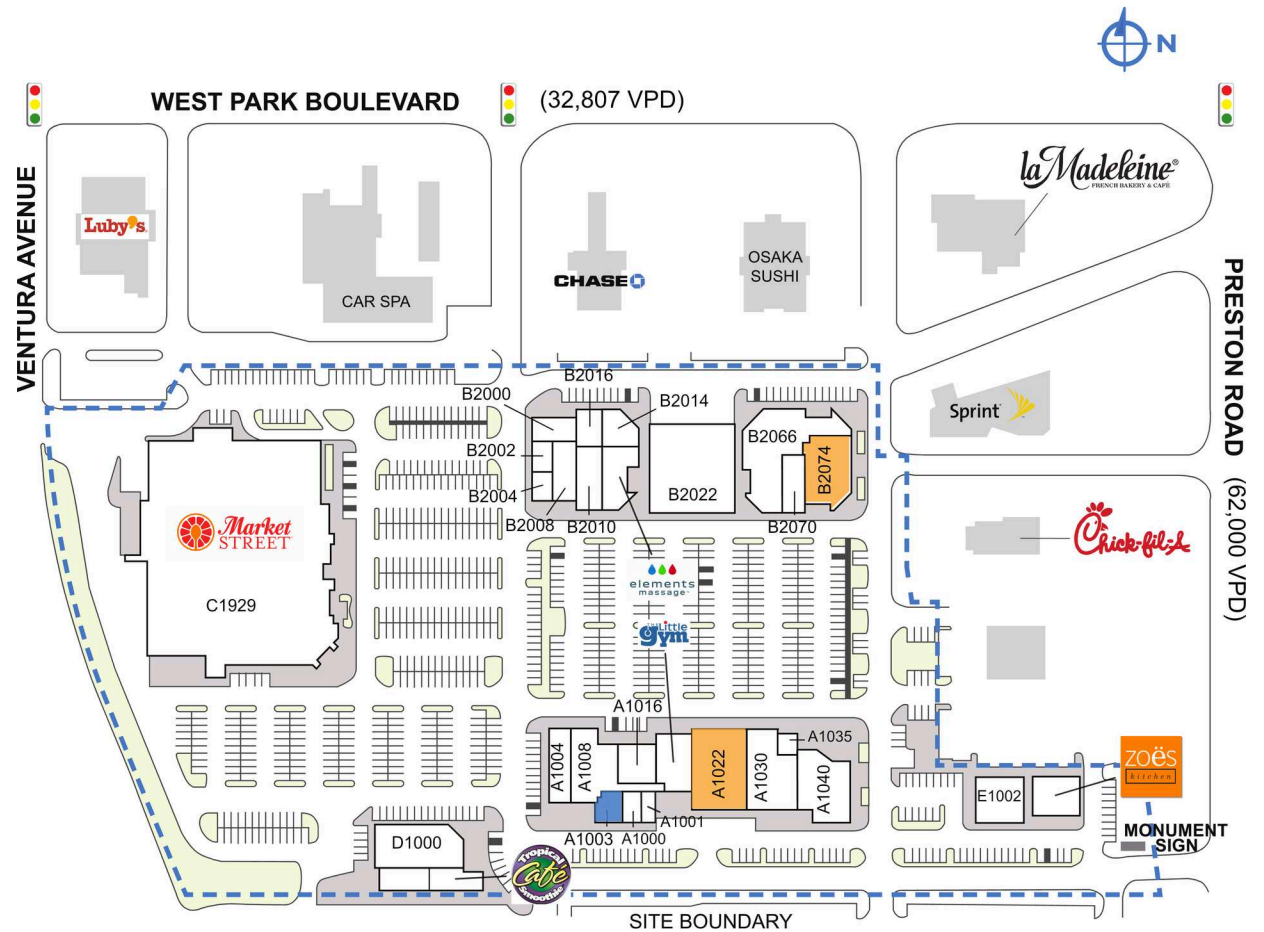 N
WEST PARK BOULEVARD
(32,807 VPD)
VENTURA AVENUE
Luby's
CAR SPA
CHASE
OSAKA
SUSHI
la Madeleine®
FRENCH BAKERY & CAFÉ
PRESTON ROAD (62,000 VPD)
Sprint
Chick-fil-A
B2016
B2000
B2014
B2002
B2066
B2074
B2004
B2022
B2008
B2010
B2070
Market
STREET
C1929
elements
massage
The Little
gym
A1016
A1035
A1004
A1008
A1022
A1030
A1040
A1001
A1003
A1000
D1000
Tropical
Café
Smoothie
E1002
ZOËS
kitchen
MONUMENT
SIGN
SITE BOUNDARY